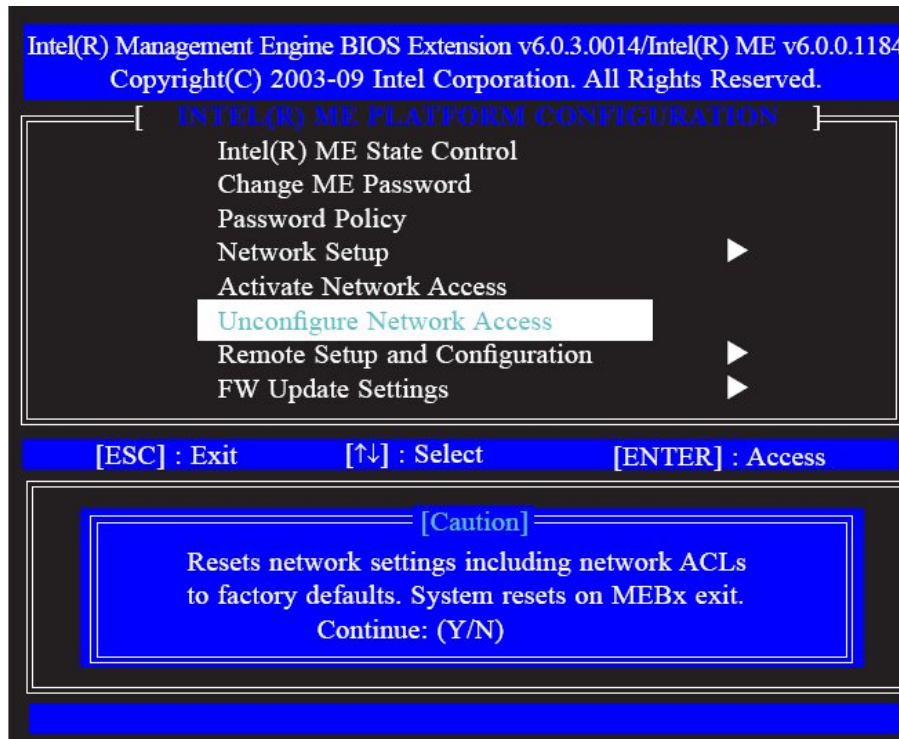 Intel(R) Management Engine BIOS Extension v6.0.3.0014/Intel(R) ME v6.0.0.1184
Copyright(C) 2003-09 Intel Corporation. All Rights Reserved.
[ INTEL(R) ME PLATFORM CONFIGURATION ]
Intel(R) ME State Control
Change ME Password
Password Policy
Network Setup ▶
Activate Network Access
Unconfigure Network Access
Remote Setup and Configuration ▶
FW Update Settings ▶
[ESC] : Exit [↑↓] : Select [ENTER] : Access
[Caution]
Resets network settings including network ACLs
to factory defaults. System resets on MEBx exit.
Continue: (Y/N)